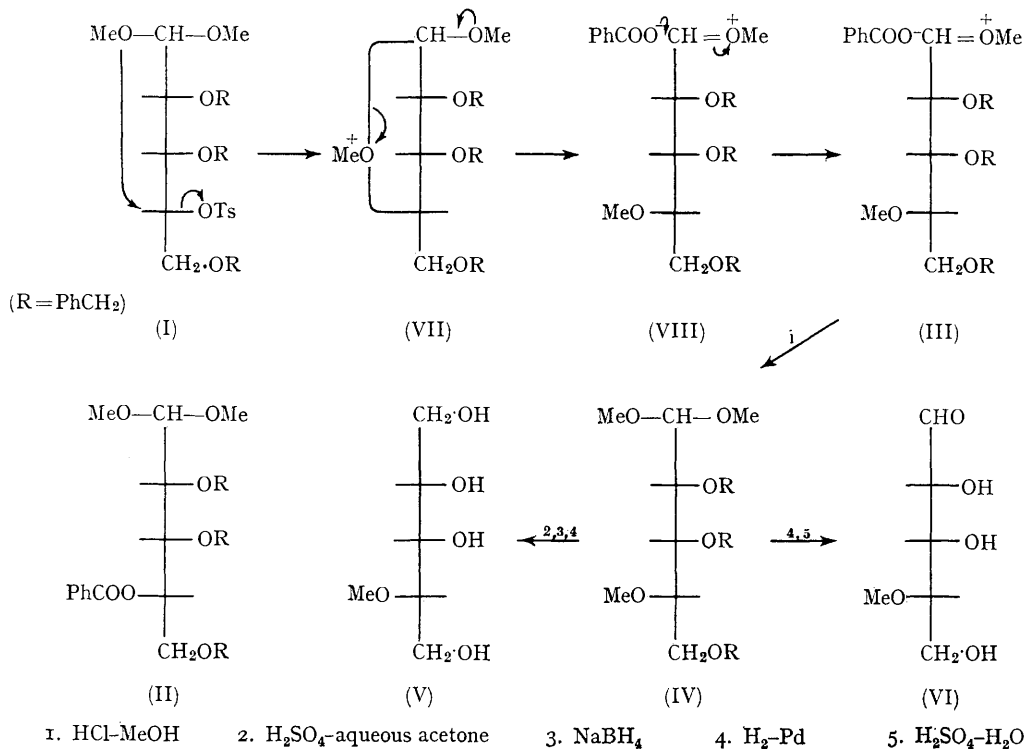 MeO—CH—OMe CH—OMe PhCOO⁻ CH=O⁺Me PhCOO⁻CH=O⁺Me
OR OR OR OR
OR MeO⁺ OR OR OR
OTs MeO MeO
CH₂·OR CH₂OR CH₂OR CH₂OR
(R=PhCH₂)
(I) (VII) (VIII) (III)
i
MeO—CH—OMe CH₂·OH MeO—CH—OMe CHO
OR OH OR OH
OR OH 2,3,4 OR 4,5 OH
PhCOO MeO MeO MeO
CH₂OR CH₂·OH CH₂OR CH₂·OH
(II) (V) (IV) (VI)
1. HCl–MeOH 2. H₂SO₄-aqueous acetone 3. NaBH₄ 4. H₂–Pd 5. H₂SO₄–H₂O